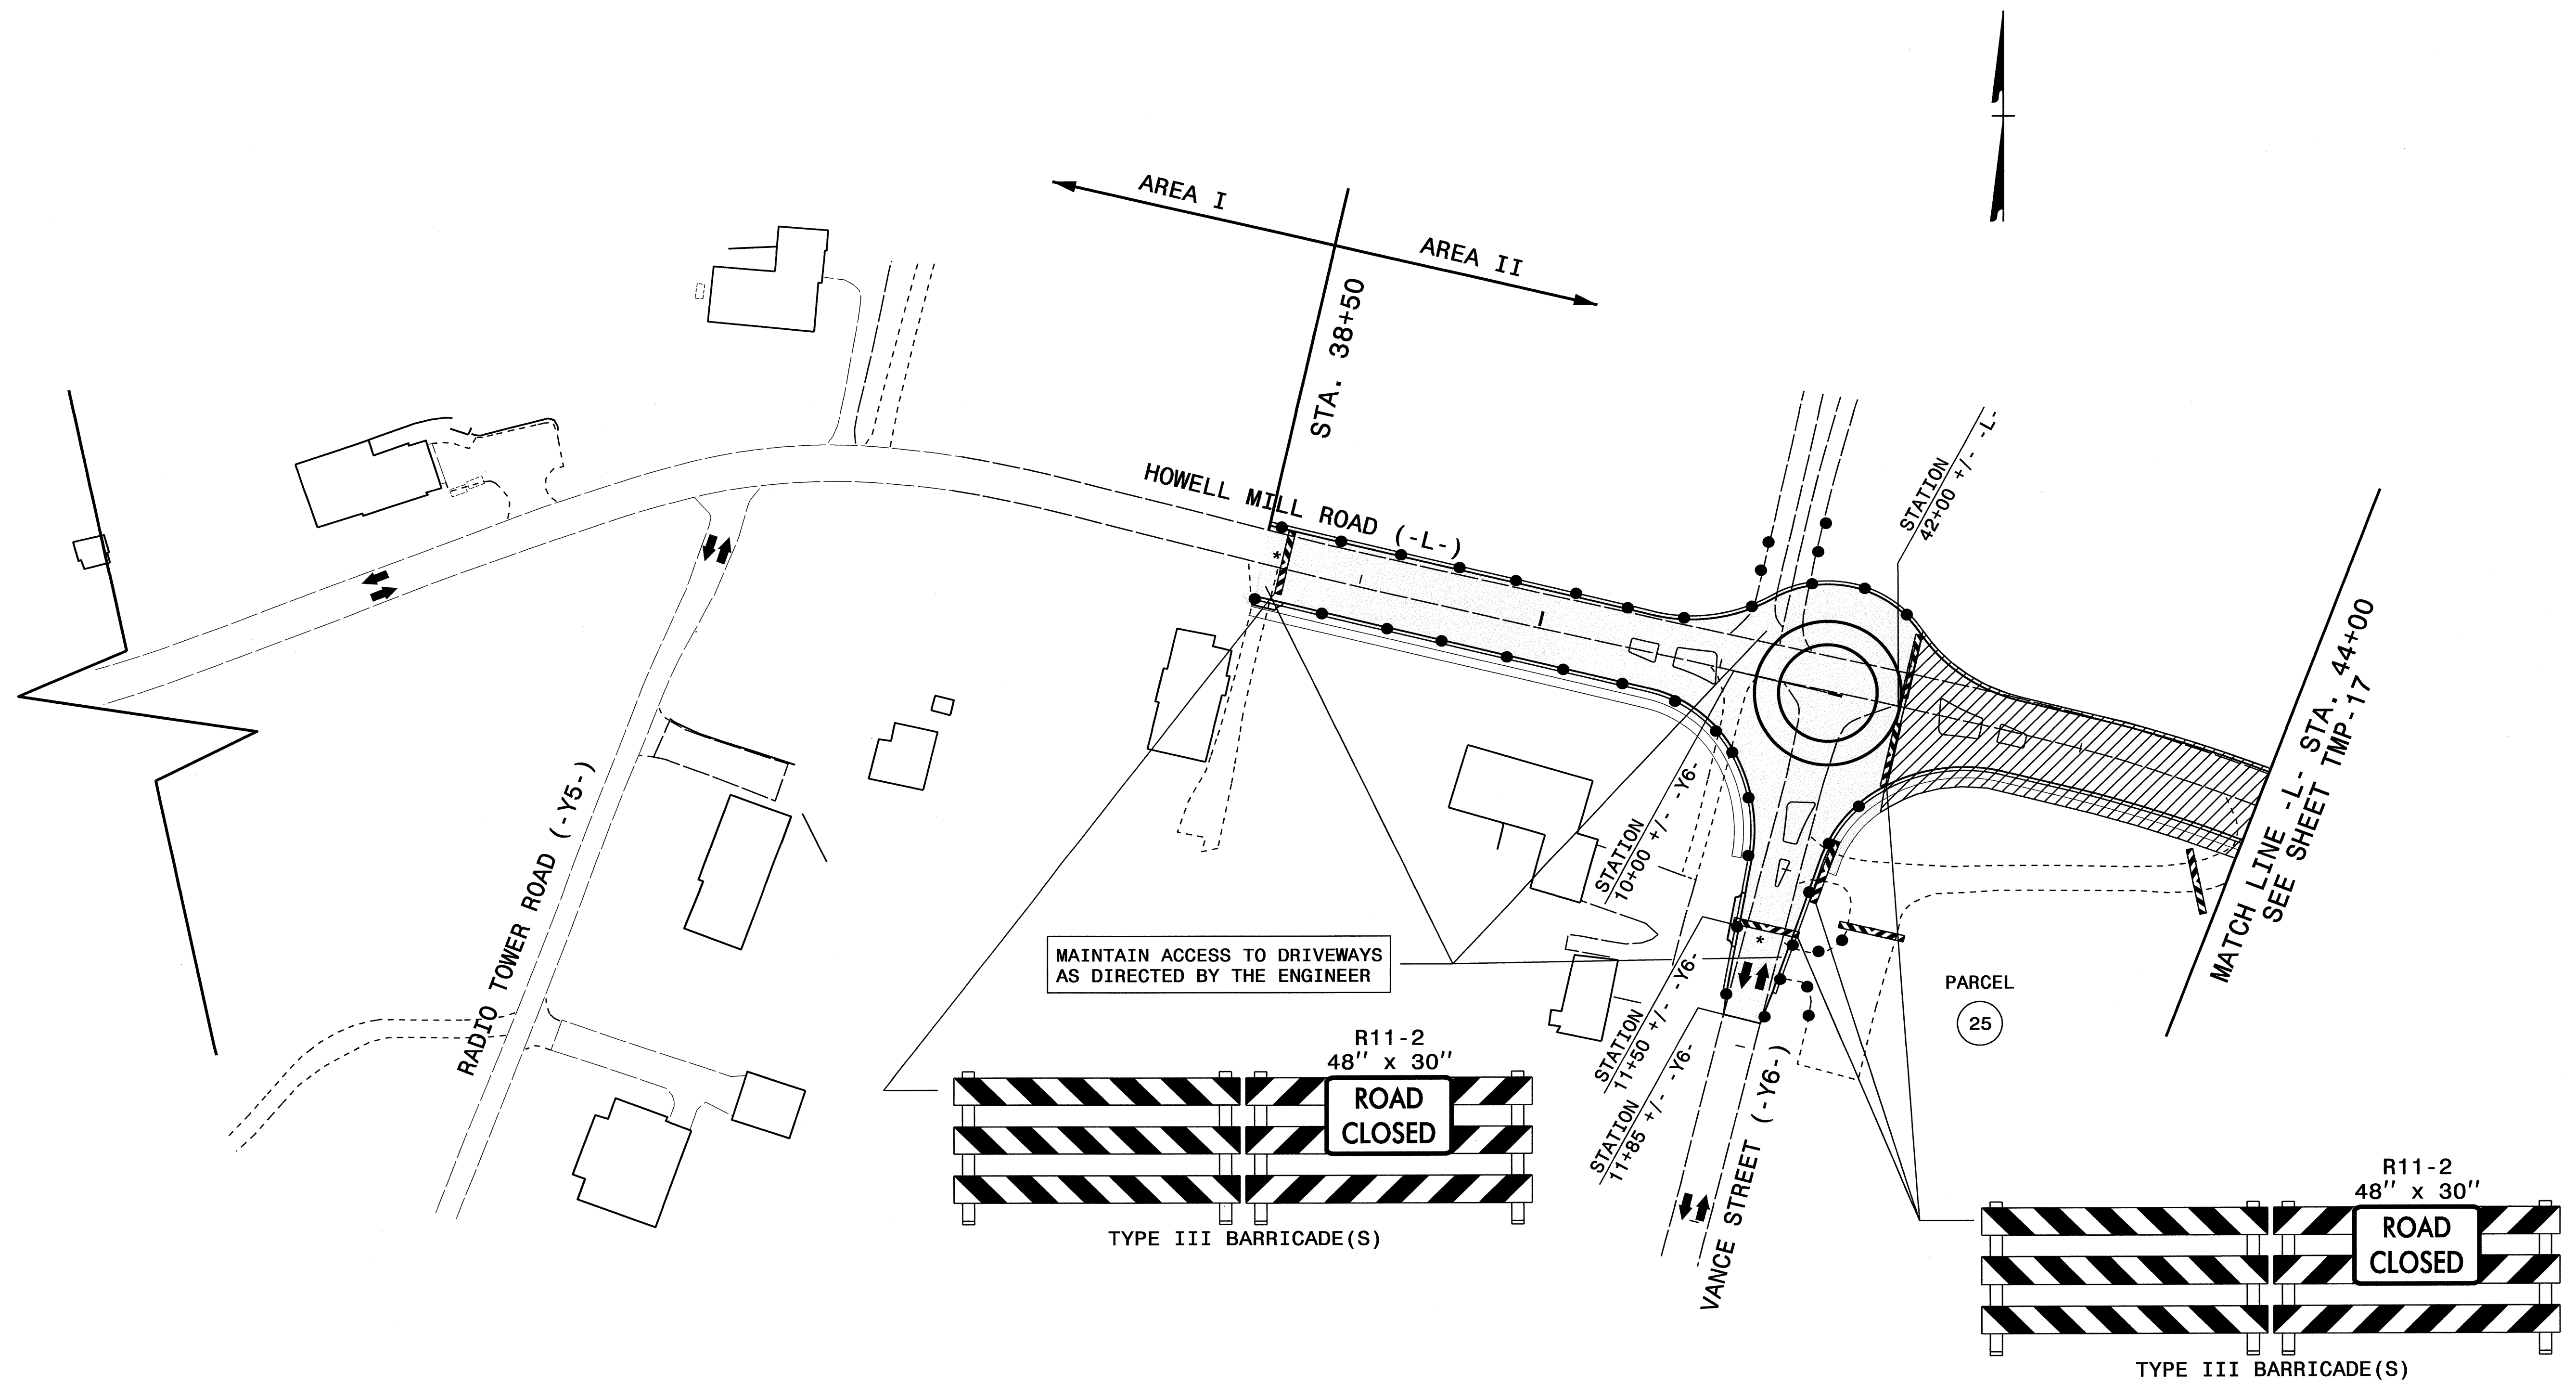 AREA I
AREA II
STA. 38+50
HOWELL MILL ROAD (-L-)
STATION
42+00 +/- -L-
*
MATCH LINE -L- STA. 44+00
SEE SHEET TMP-17
RADIO TOWER ROAD (-Y5-)
STATION
10+00 +/- -Y6-
MAINTAIN ACCESS TO DRIVEWAYS
AS DIRECTED BY THE ENGINEER
*
STATION
11+50 +/- -Y6-
STATION
11+85 +/- -Y6-
PARCEL
25
VANCE STREET (-Y6-)
R11-2
48" x 30"
ROAD
CLOSED
TYPE III BARRICADE(S)
R11-2
48" x 30"
ROAD
CLOSED
TYPE III BARRICADE(S)